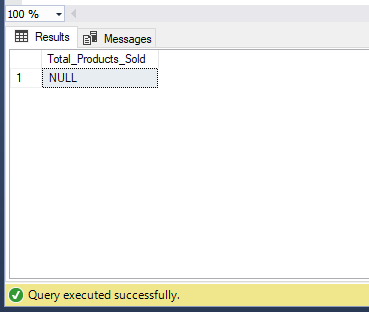 100 %
Results Messages
Total_Products_Sold
1 NULL
Query executed successfully.